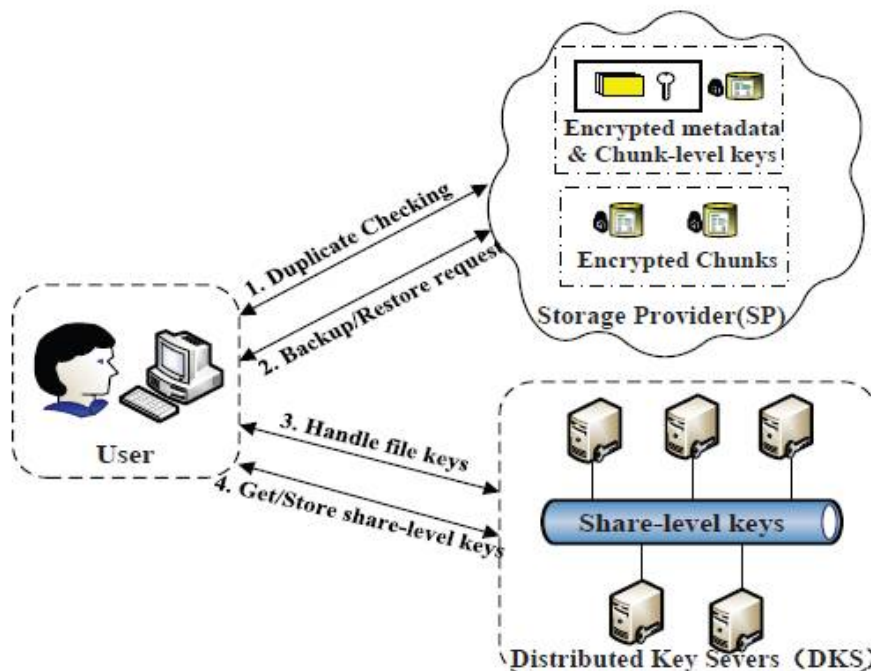 Encrypted metadada
& Chunk-level keys
Encrypted Chunks
Storage Provider(SP)
1. Duplicate Checking
2. Backup/Restore request
User
3. Handle file keys
4. Get/Store share-level keys
Share-level keys
Distributed Key Severs（DKS）